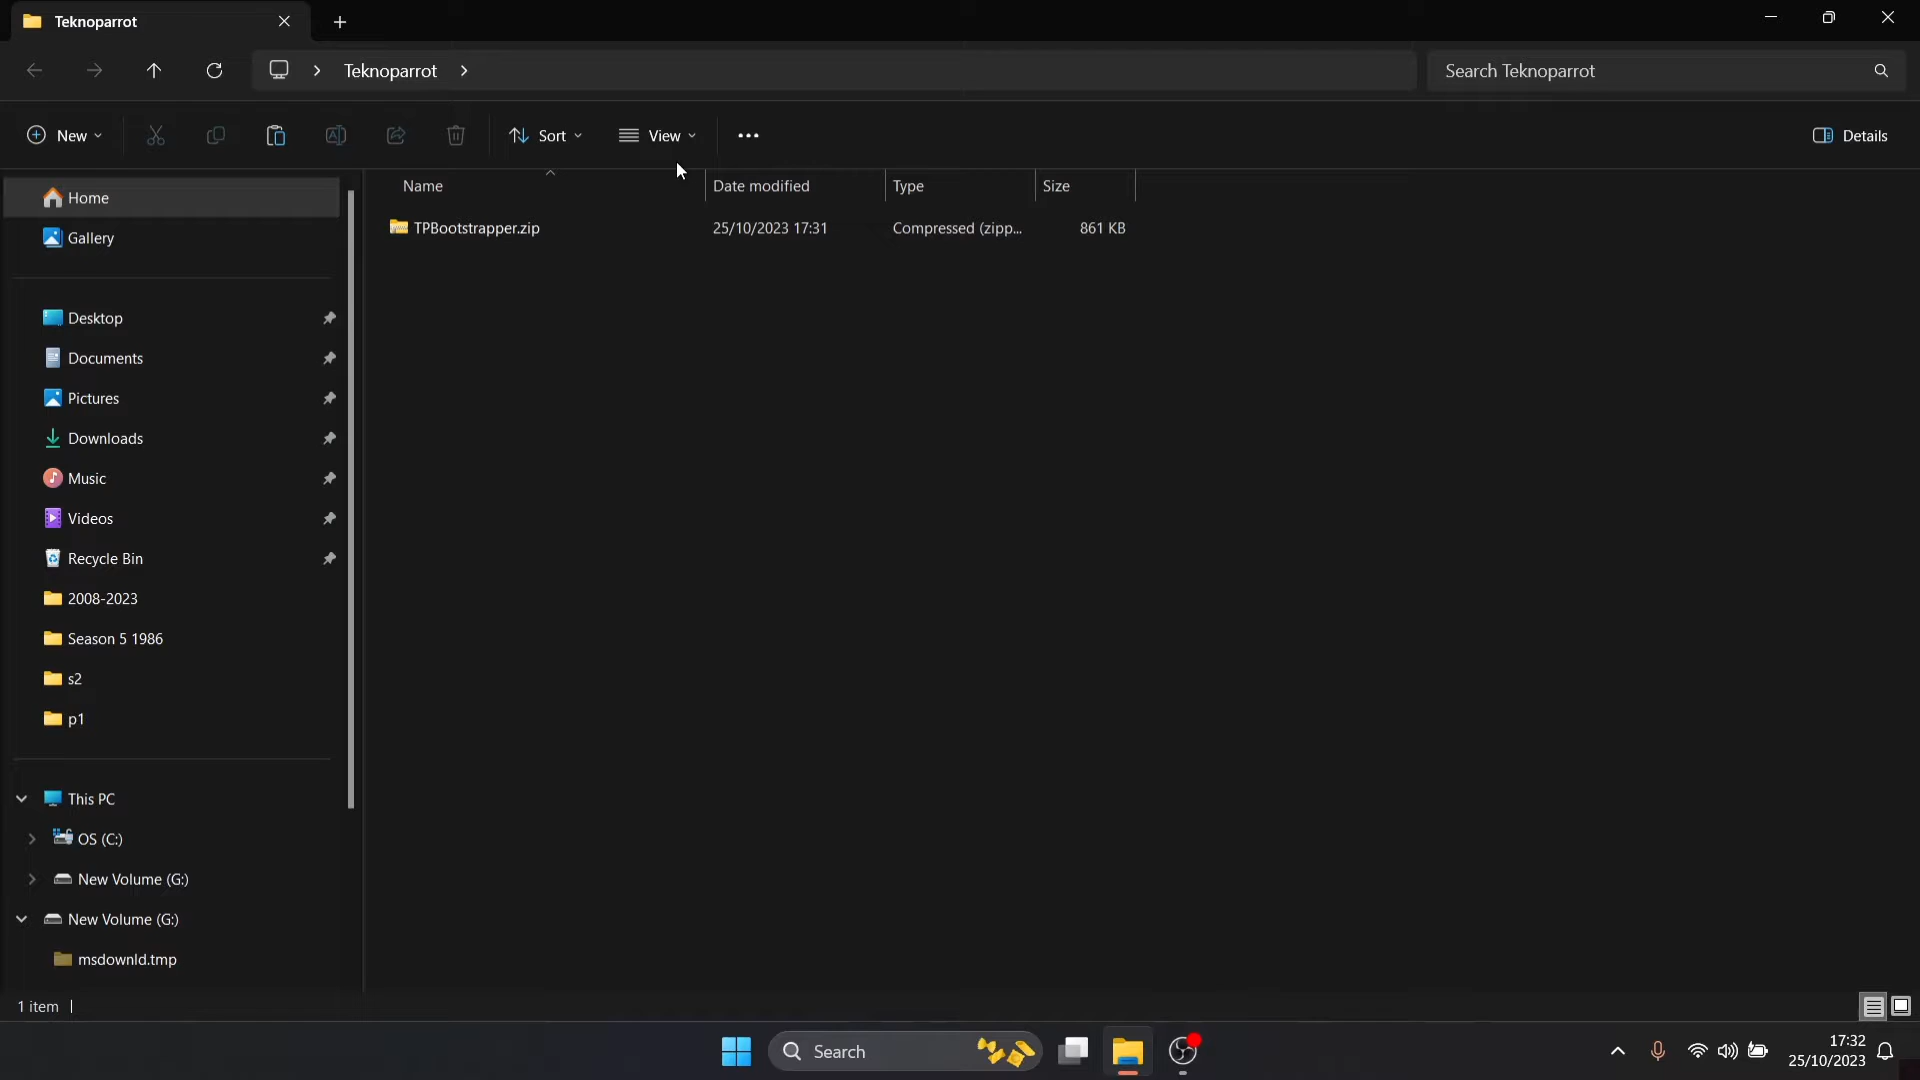 Teknoparrot
Teknoparrot
Search Teknoparrot
New
Sort
View
Details
Name
Date modified
Type
Size
TPBootstrapper.zip
25/10/2023 17:31
Compressed (zipp...
861 KB
Home
Gallery
Desktop
Documents
Pictures
Downloads
Music
Videos
Recycle Bin
2008-2023
Season 5 1986
s2
p1
This PC
OS (C:)
New Volume (G:)
New Volume (G:)
msdownld.tmp
1 item
Search
17:32
25/10/2023